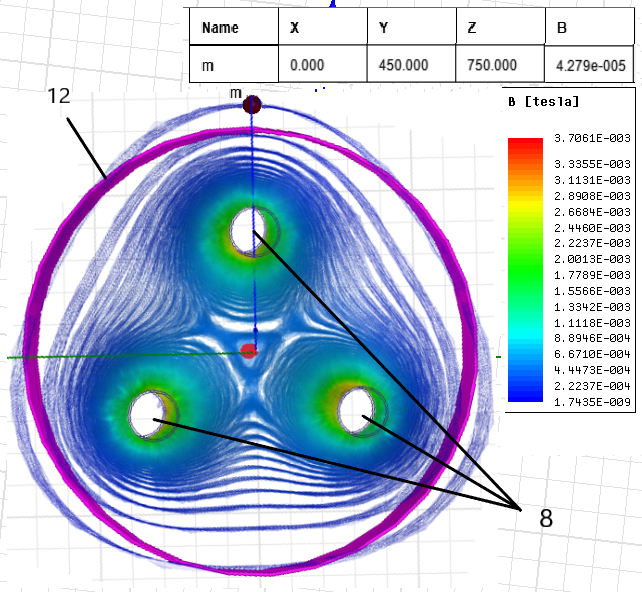 Name X Y Z B
m 0.000 450.000 750.000 4.279e-005
m
12
B [tesla]
3.7061E-003
3.3355E-003
3.1131E-003
2.8908E-003
2.6684E-003
2.4460E-003
2.2237E-003
2.0013E-003
1.7789E-003
1.5566E-003
1.3342E-003
1.1118E-003
8.8946E-004
6.6710E-004
4.4473E-004
2.2237E-004
1.7435E-009
8